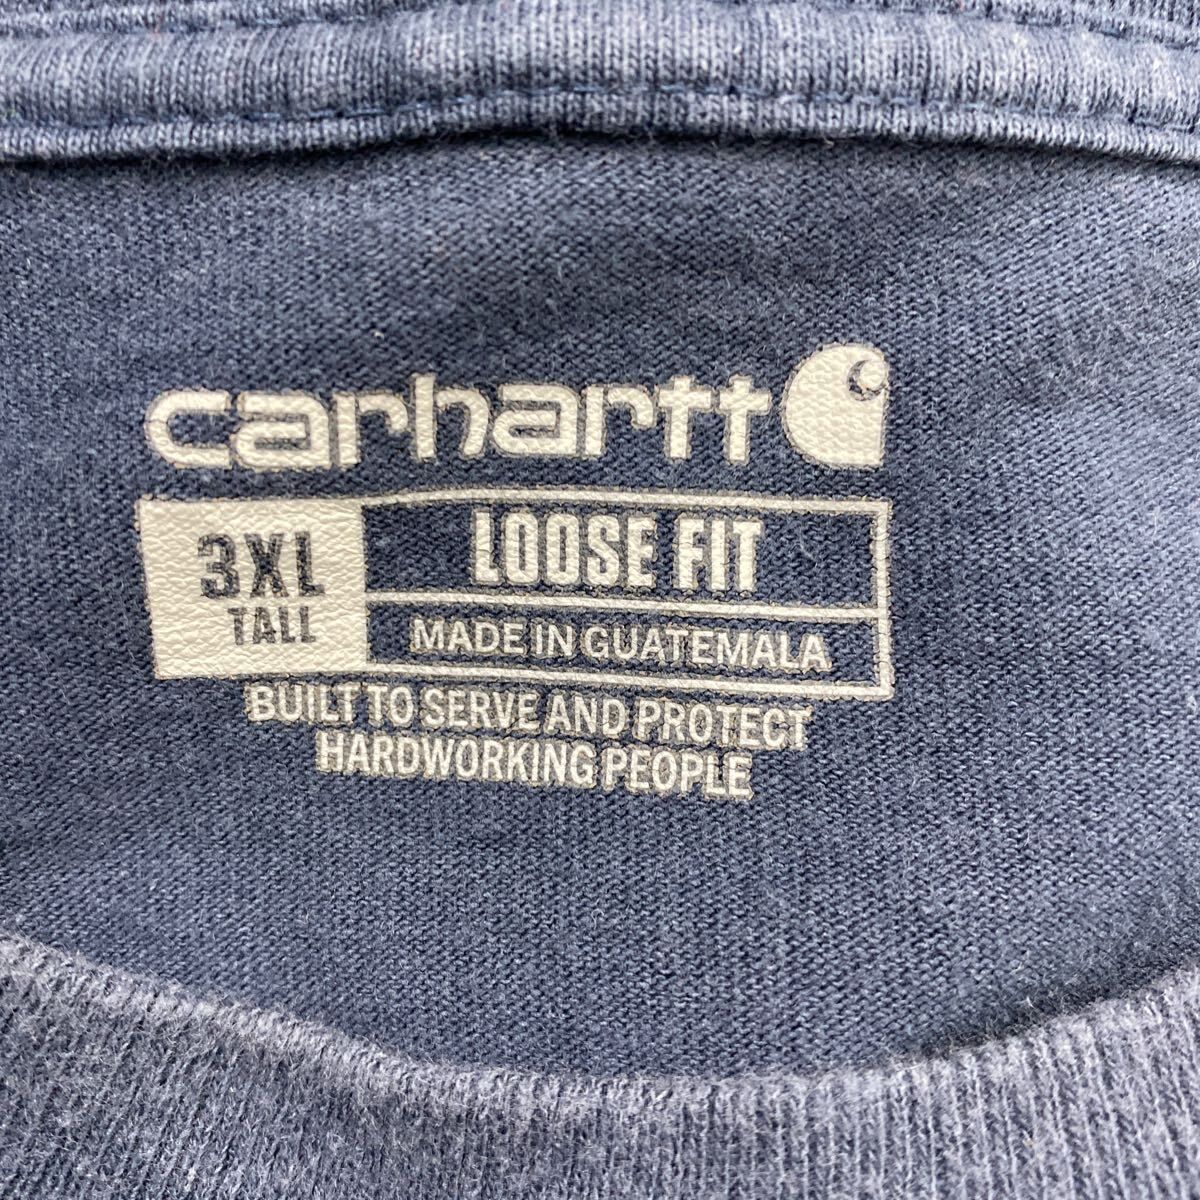 carhartt
3XL
TALL
LOOSE FIT
MADE IN GUATEMALA
BUILT TO SERVE AND PROTECT
HARDWORKING PEOPLE